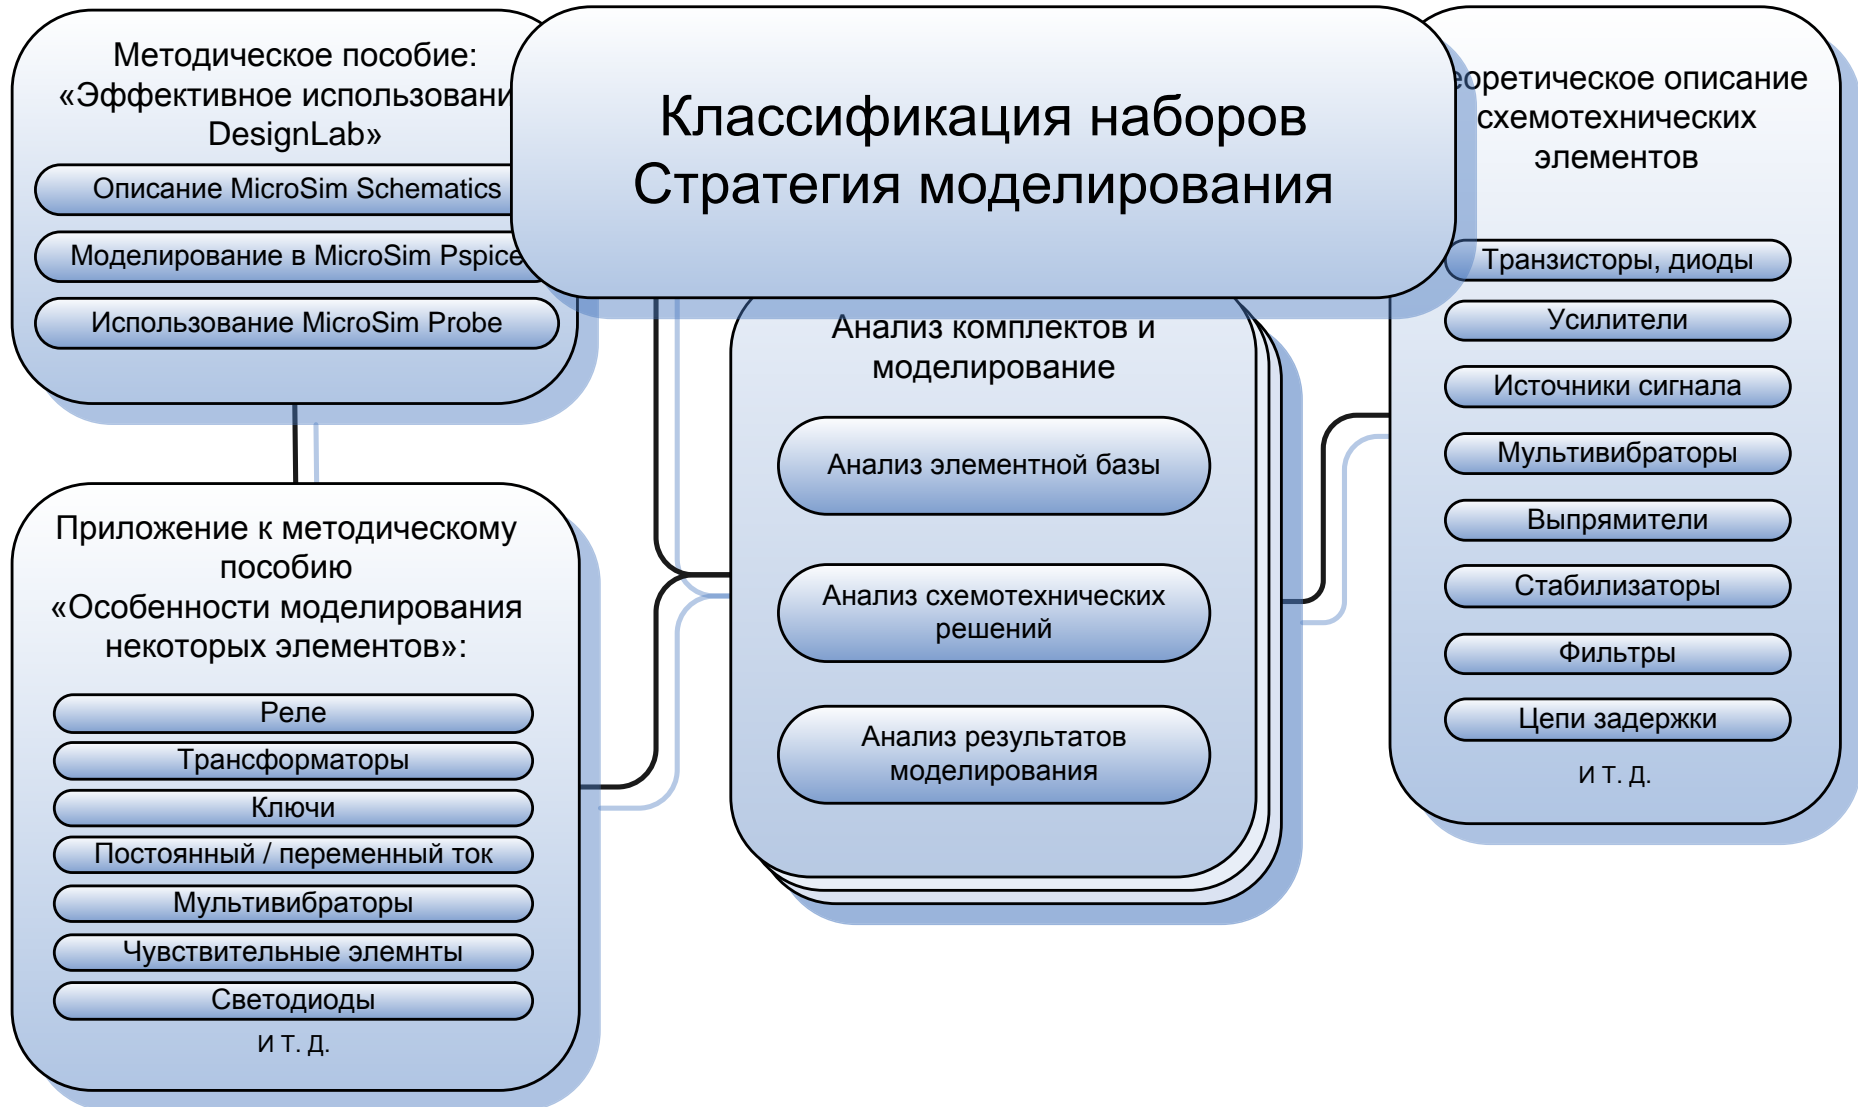 Методическое пособие:
«Эффективное использовани
DesignLab»
Описание MicroSim Schematics
Моделирование в MicroSim Pspice
Использование MicroSim Probe
Классификация наборов
Стратегия моделирования
еоретическое описание
схемотехнических
элементов
Транзисторы, диоды
Усилители
Источники сигнала
Мультивибраторы
Выпрямители
Стабилизаторы
Фильтры
Цепи задержки
и т. д.
Анализ комплектов и
моделирование
Анализ элементной базы
Анализ схемотехнических
решений
Анализ результатов
моделирования
Приложение к методическому
пособию
«Особенности моделирования
некоторых элементов»:
Реле
Трансформаторы
Ключи
Постоянный / переменный ток
Мультивибраторы
Чувствительные элемнты
Светодиоды
и т. д.